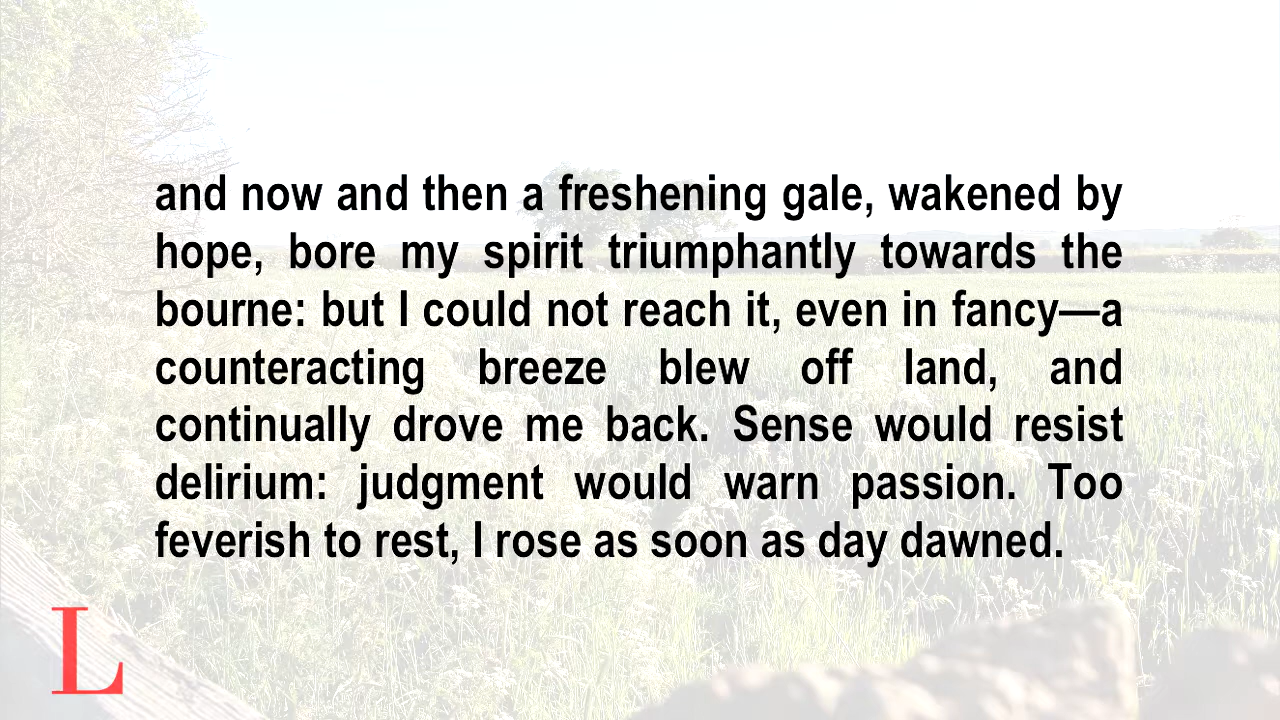 and now and then a freshening gale, wakened by
hope, bore my spirit triumphantly towards the
bourne: but I could not reach it, even in fancy—a
counteracting breeze blew off land, and
continually drove me back. Sense would resist
delirium: judgment would warn passion. Too
feverish to rest, I rose as soon as day dawned.
L